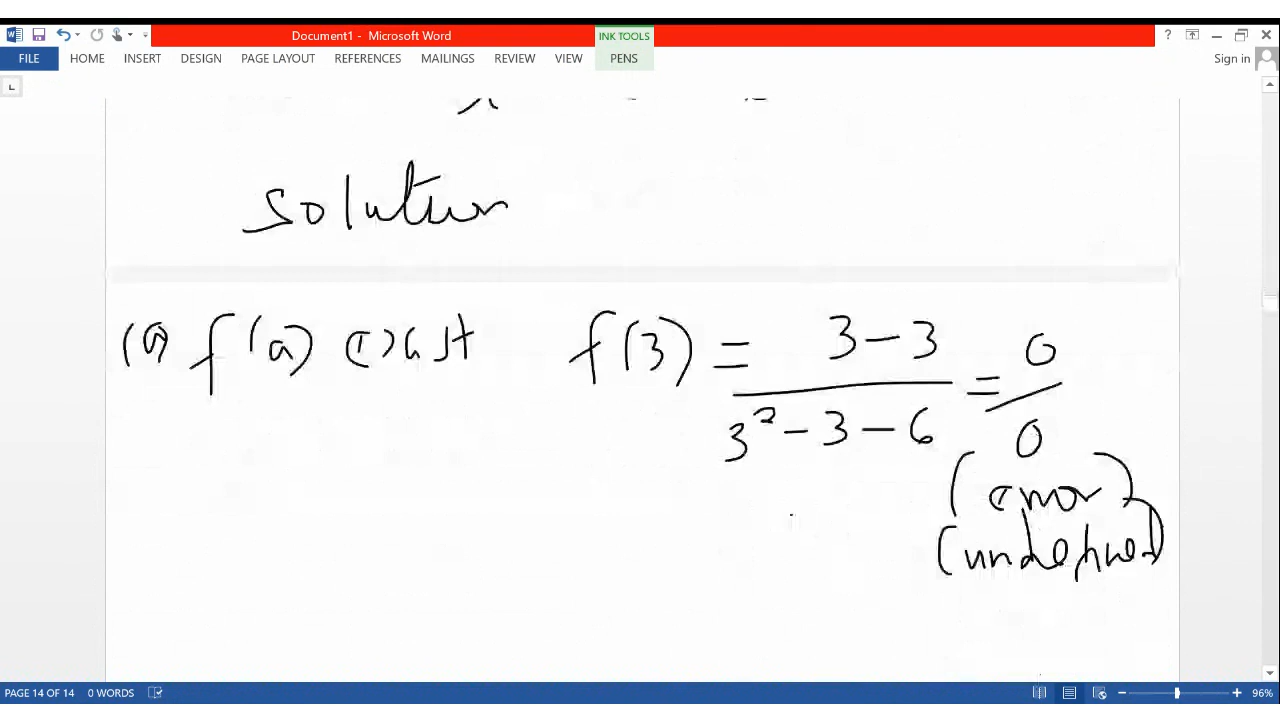 Document1 - Microsoft Word
INK TOOLS
FILE HOME INSERT DESIGN PAGE LAYOUT REFERENCES MAILINGS REVIEW VIEW PENS Sign in
solution
(a) f(a) exist f(3) = 3-3 / 3²-3-6 = 0/0
(error)
(undefined)
PAGE 14 OF 14 0 WORDS 96%